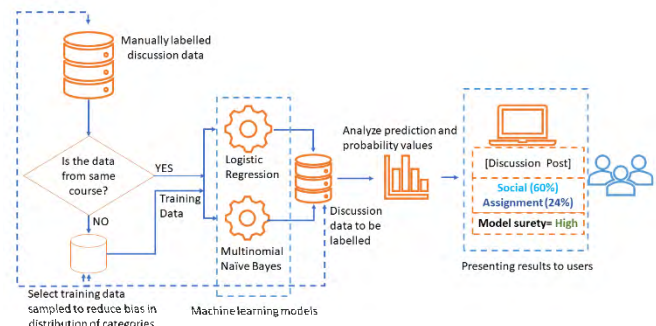 Manually labelled
discussion data
Is the data
from same
course?
YES
NO
Training
Data
Select training data
sampled to reduce bias in
distribution of categories
Logistic
Regression
Multinomial
Naïve Bayes
Machine learning models
Discussion
data to be
labelled
Analyze prediction and
probability values
[Discussion Post]
Social (60%)
Assignment (24%)
Model surety= High
Presenting results to users